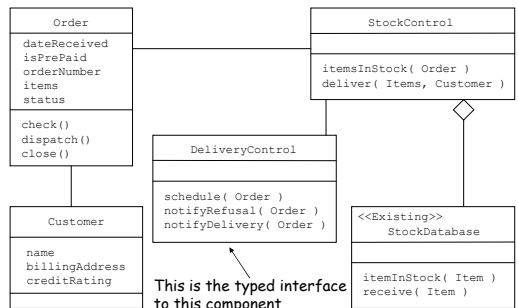 Order
dateReceived
isPrePaid
orderNumber
items
status
check()
dispatch()
close()
StockControl
itemsInStock( Order )
deliver( Items, Customer )
DeliveryControl
schedule( Order )
notifyRefusal( Order )
notifyDelivery( Order )
Customer
name
billingAddress
creditRating
<<Existing>>
StockDatabase
itemInStock( Item )
receive( Item )
This is the typed interface
to this component